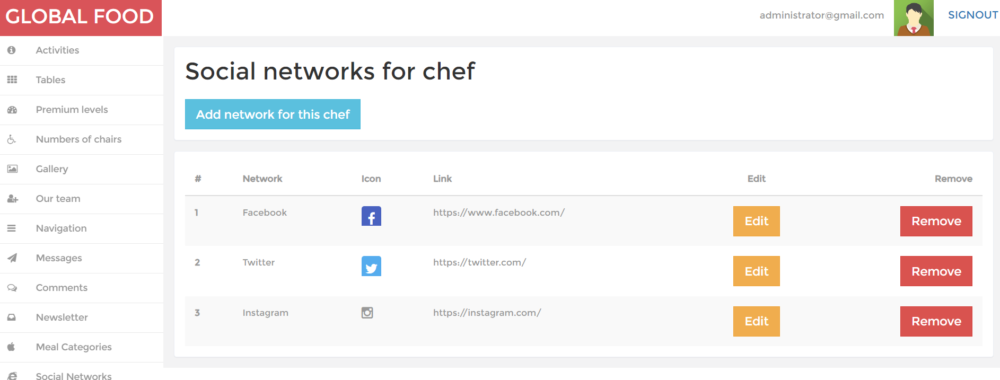 GLOBAL FOOD
administrator@gmail.com
SIGNOUT
Activities
Tables
Premium levels
Numbers of chairs
Gallery
Our team
Navigation
Messages
Comments
Newsletter
Meal Categories
Social Networks
Social networks for chef
Add network for this chef
# Network Icon Link Edit Remove
1 Facebook https://www.facebook.com/ Edit Remove
2 Twitter https://twitter.com/ Edit Remove
3 Instagram https://instagram.com/ Edit Remove